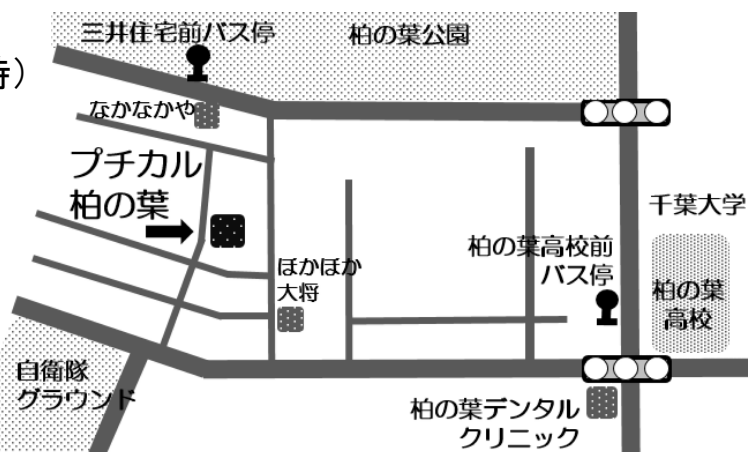 三井住宅前バス停
柏の葉公園
時）
なかなかや
プチカル
柏の葉
千葉大学
柏の葉高校前
バス停
ほかほか
大将
柏の葉
高校
自衛隊
グラウンド
柏の葉デンタル
クリニック